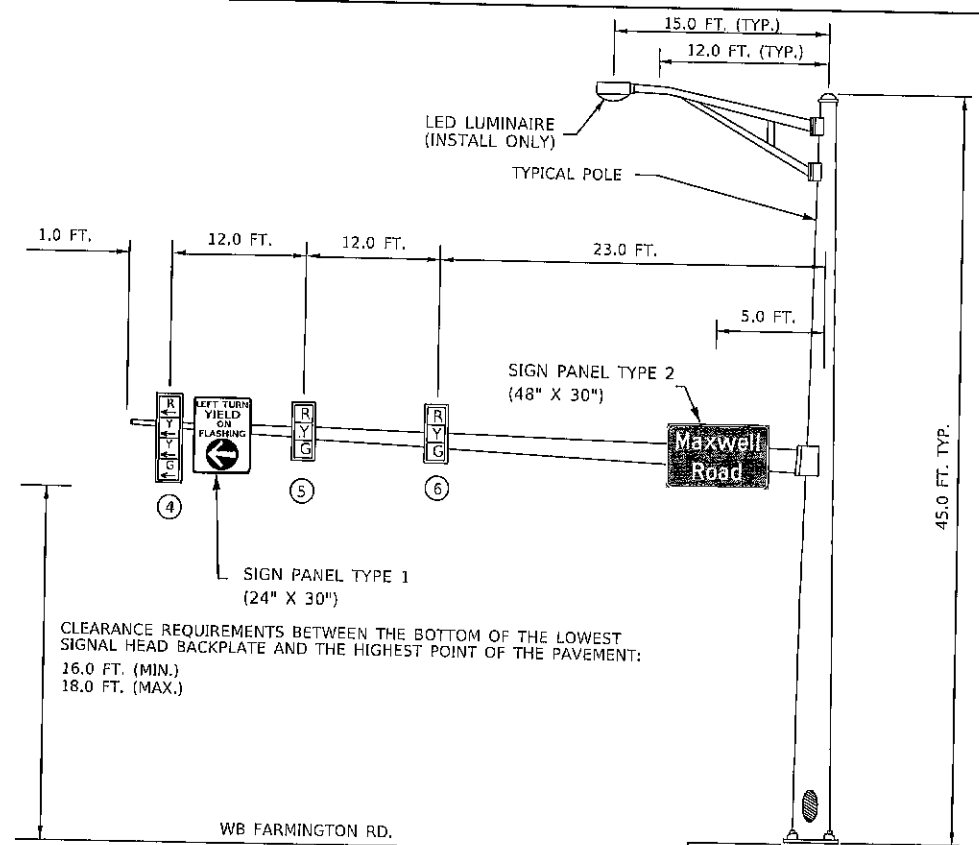 15.0 FT. (TYP.)
12.0 FT. (TYP.)
LED LUMINAIRE
(INSTALL ONLY)
TYPICAL POLE
1.0 FT.
12.0 FT.
12.0 FT.
23.0 FT.
5.0 FT.
SIGN PANEL TYPE 2
(48" X 30")
R
Y
Y
G
LEFT TURN
YIELD
ON
FLASHING
R
Y
G
R
Y
G
Maxwell
Road
4
5
6
45.0 FT. TYP.
SIGN PANEL TYPE 1
(24" X 30")
CLEARANCE REQUIREMENTS BETWEEN THE BOTTOM OF THE LOWEST
SIGNAL HEAD BACKPLATE AND THE HIGHEST POINT OF THE PAVEMENT:
16.0 FT. (MIN.)
18.0 FT. (MAX.)
WB FARMINGTON RD.